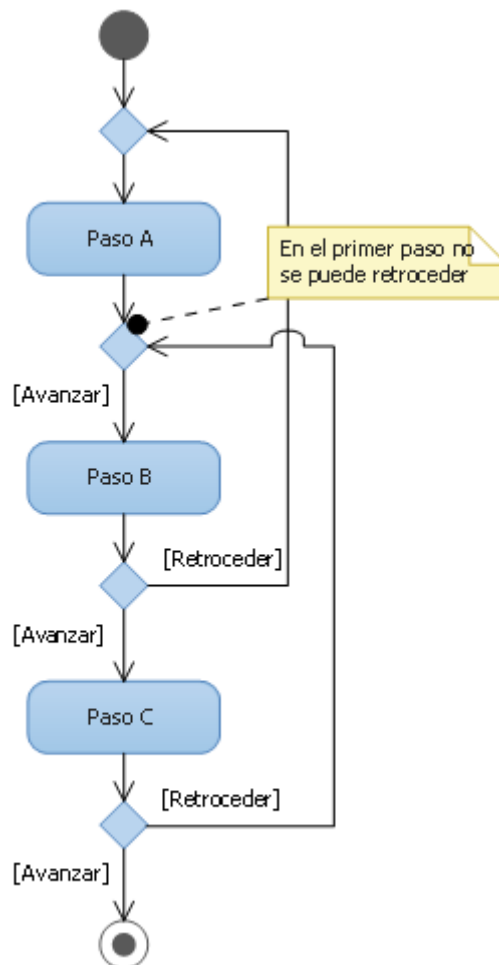 Paso A
En el primer paso no
se puede retroceder
[Avanzar]
Paso B
[Retroceder]
[Avanzar]
Paso C
[Retroceder]
[Avanzar]